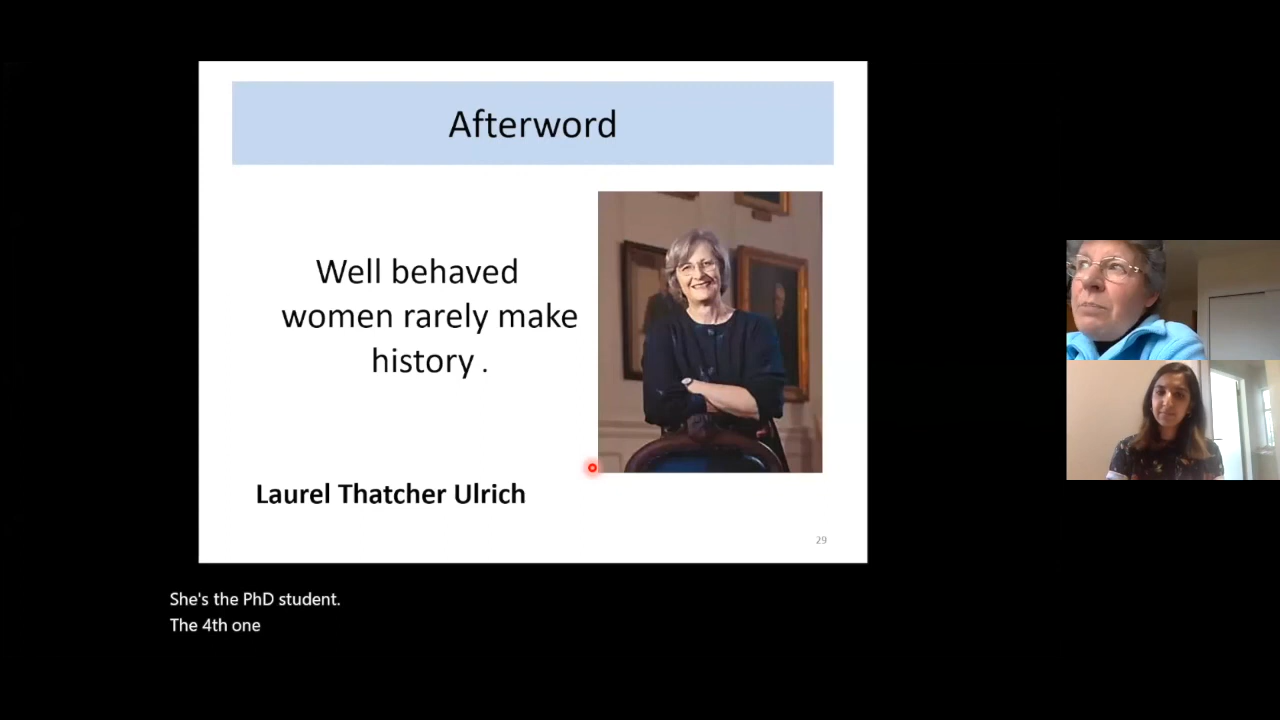 Afterword
Well behaved
women rarely make
history .
Laurel Thatcher Ulrich
29
She's the PhD student.
The 4th one